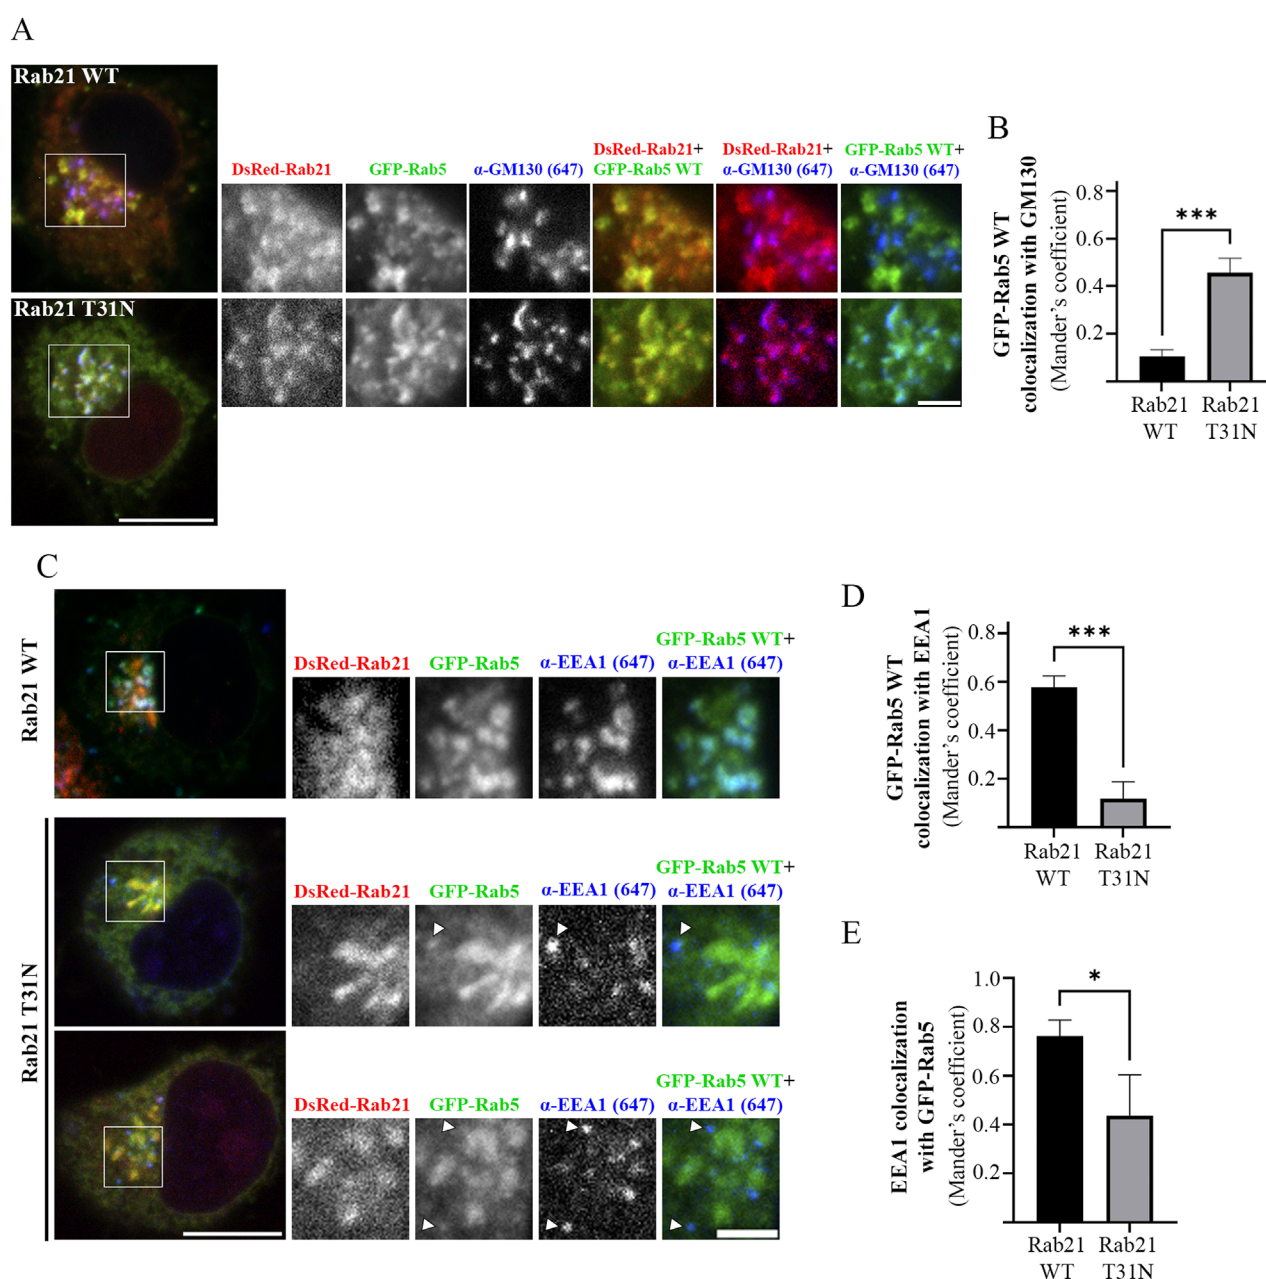 A
Rab21 WT
DsRed-Rab21
GFP-Rab5
α-GM130 (647)
DsRed-Rab21+
GFP-Rab5 WT
DsRed-Rab21+
α-GM130 (647)
GFP-Rab5 WT+
α-GM130 (647)
Rab21 T31N
B
GFP-Rab5 WT
colocalization with GM130
(Mander's coefficient)
0.8
0.6
0.4
0.2
***
Rab21
WT
Rab21
T31N
C
Rab21 WT
DsRed-Rab21
GFP-Rab5
α-EEA1 (647)
GFP-Rab5 WT+
α-EEA1 (647)
Rab21 T31N
DsRed-Rab21
GFP-Rab5
α-EEA1 (647)
GFP-Rab5 WT+
α-EEA1 (647)
DsRed-Rab21
GFP-Rab5
α-EEA1 (647)
GFP-Rab5 WT+
α-EEA1 (647)
D
GFP-Rab5 WT
colocalization with EEA1
(Mander's coefficient)
0.8
0.6
0.4
0.2
***
Rab21
WT
Rab21
T31N
E
EEA1 colocalization
with GFP-Rab5
(Mander's coefficient)
1.0
0.8
0.6
0.4
0.2
*
Rab21
WT
Rab21
T31N